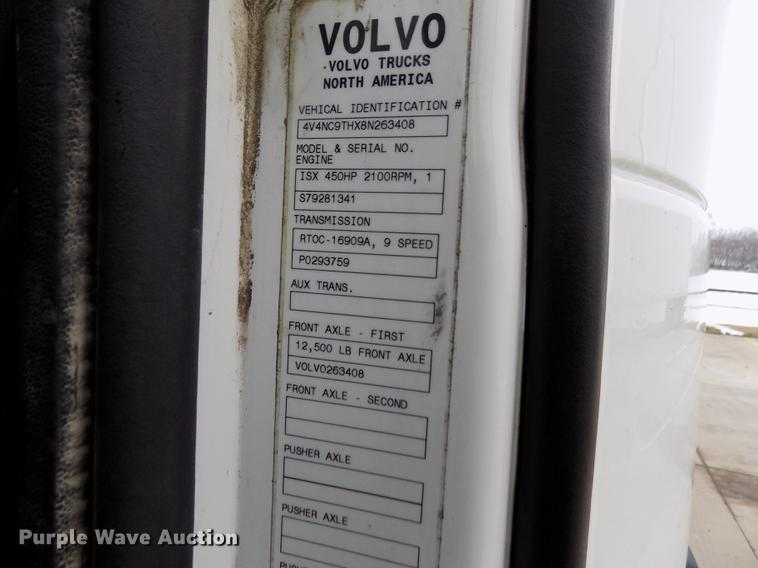 VOLVO
VOLVO TRUCKS
NORTH AMERICA
VEHICAL IDENTIFICATION #
4V4NC9THX8N263408
MODEL & SERIAL NO.
ENGINE
ISX 450HP 2100RPM, 1
S79281341
TRANSMISSION
RTOC-16909A, 9 SPEED
P0293759
AUX TRANS.
FRONT AXLE - FIRST
12,500 LB FRONT AXLE
VOLVO263408
FRONT AXLE - SECOND
PUSHER AXLE
PUSHER AXLE
Purple Wave Auction